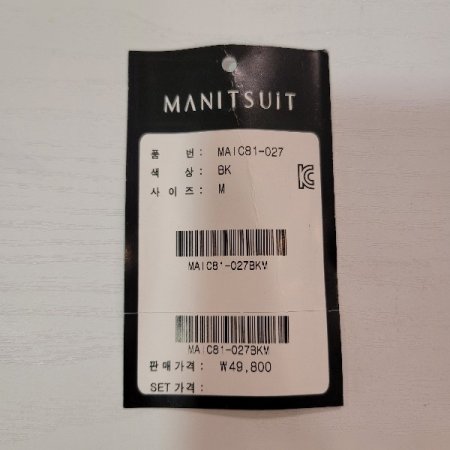 MANITSUIT
품 번 : MAIC81-027
색 상 : BK
사 이 즈 : M
MAIC81-027BKM
MAIC81-027BKM
판 매 가 격 : ₩49,800
SET 가 격 :